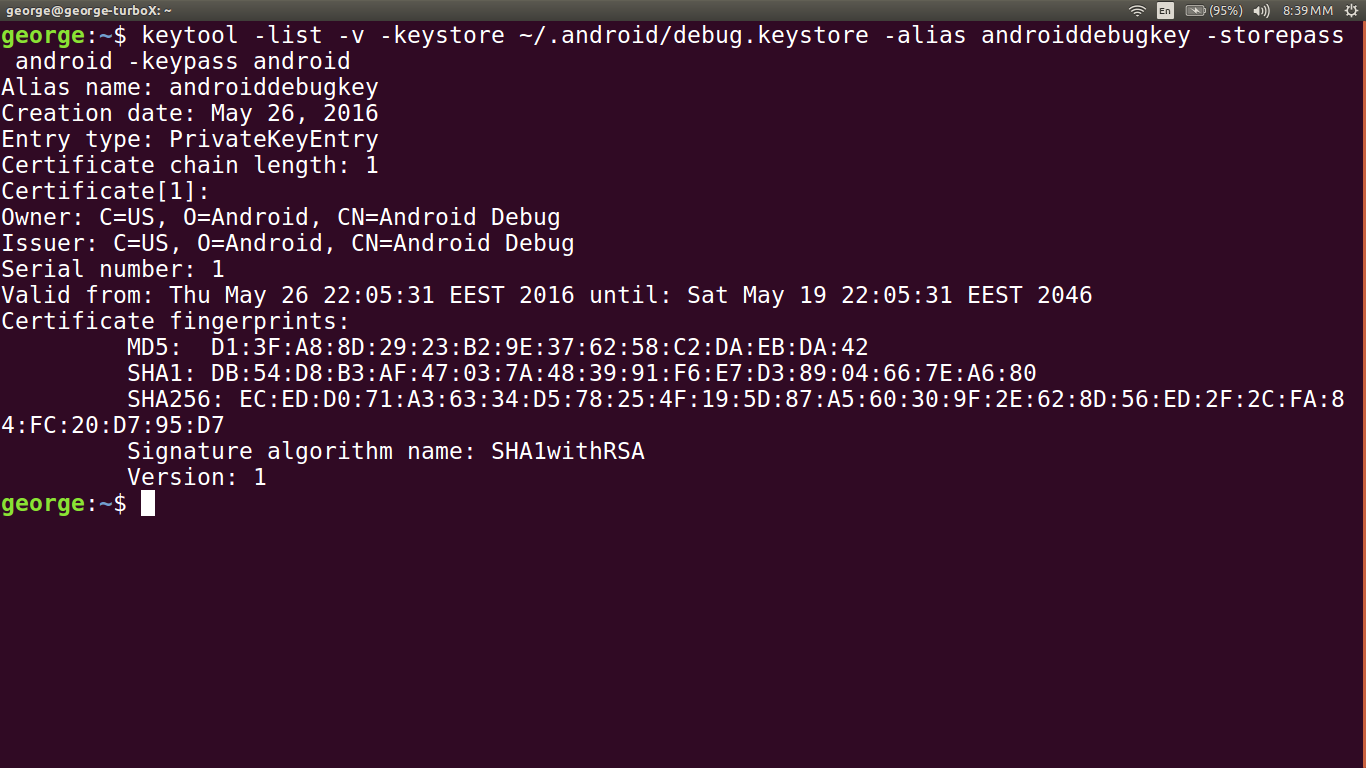 george@george-turboX: ~
En (95%) 8:39 MM
george:~$ keytool -list -v -keystore ~/.android/debug.keystore -alias androiddebugkey -storepass
 android -keypass android
Alias name: androiddebugkey
Creation date: May 26, 2016
Entry type: PrivateKeyEntry
Certificate chain length: 1
Certificate[1]:
Owner: C=US, O=Android, CN=Android Debug
Issuer: C=US, O=Android, CN=Android Debug
Serial number: 1
Valid from: Thu May 26 22:05:31 EEST 2016 until: Sat May 19 22:05:31 EEST 2046
Certificate fingerprints:
         MD5:  D1:3F:A8:8D:29:23:B2:9E:37:62:58:C2:DA:EB:DA:42
         SHA1: DB:54:D8:B3:AF:47:03:7A:48:39:91:F6:E7:D3:89:04:66:7E:A6:80
         SHA256: EC:ED:D0:71:A3:63:34:D5:78:25:4F:19:5D:87:A5:60:30:9F:2E:62:8D:56:ED:2F:2C:FA:8
4:FC:20:D7:95:D7
         Signature algorithm name: SHA1withRSA
         Version: 1
george:~$